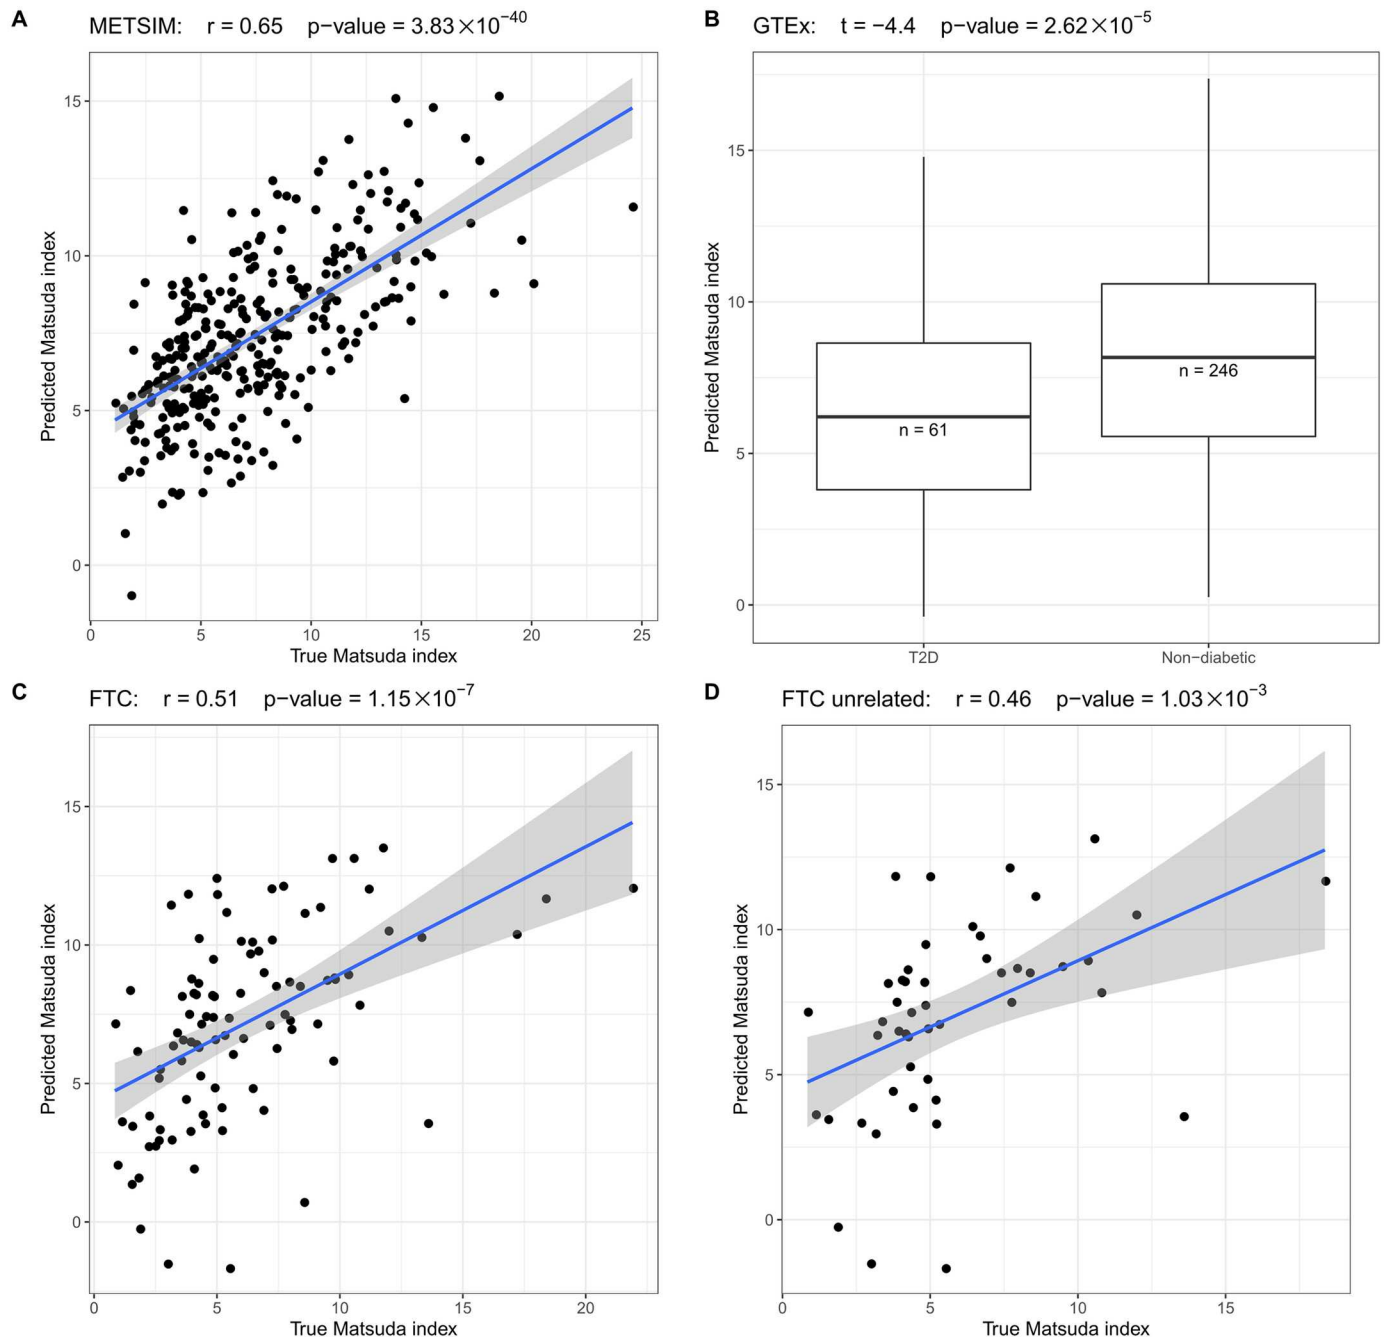 A METSIM: r = 0.65 p−value = 3.83×10⁻⁴⁰
Predicted Matsuda index
15
10
5
0
0 5 10 15 20 25
True Matsuda index
B GTEx: t = −4.4 p−value = 2.62×10⁻⁵
Predicted Matsuda index
15
10
5
0
n = 61
n = 246
T2D Non−diabetic
C FTC: r = 0.51 p−value = 1.15×10⁻⁷
Predicted Matsuda index
15
10
5
0
0 5 10 15 20
True Matsuda index
D FTC unrelated: r = 0.46 p−value = 1.03×10⁻³
Predicted Matsuda index
15
10
5
0
0 5 10 15
True Matsuda index